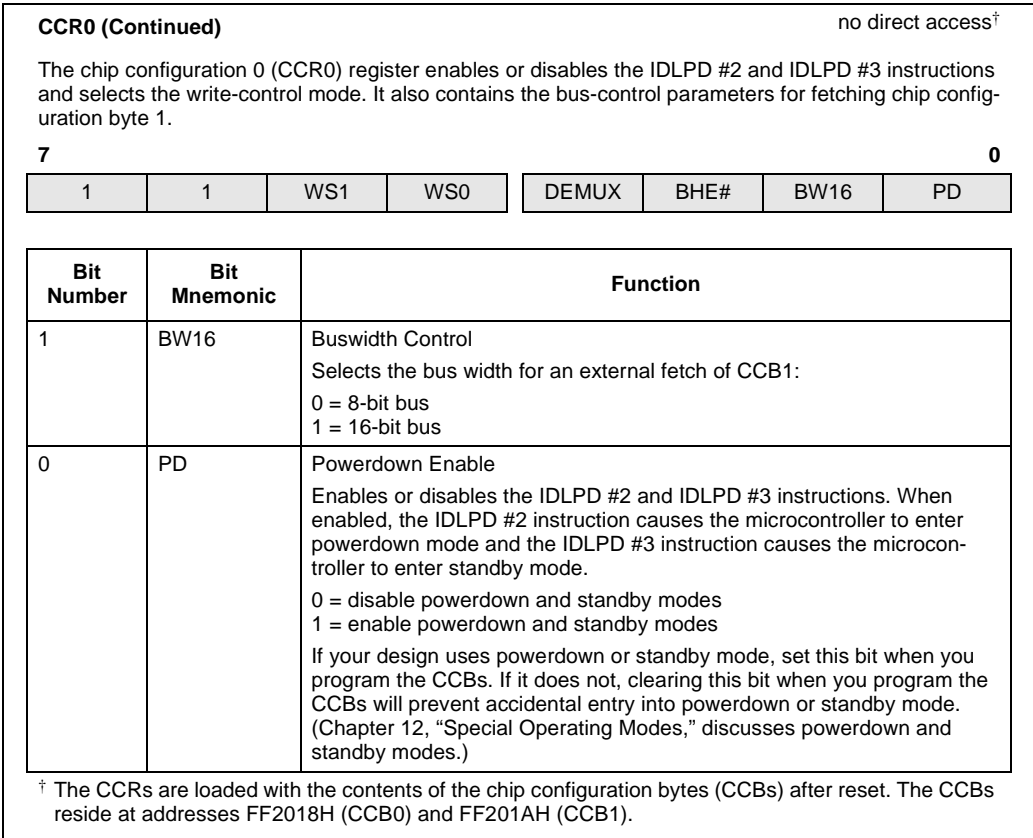 CCR0 (Continued)
no direct access†
The chip configuration 0 (CCR0) register enables or disables the IDLPD #2 and IDLPD #3 instructions
and selects the write-control mode. It also contains the bus-control parameters for fetching chip config-
uration byte 1.
7 0
1 1 WS1 WS0 DEMUX BHE# BW16 PD
Bit Number Bit Mnemonic Function
1 BW16 Buswidth Control
Selects the bus width for an external fetch of CCB1:
0 = 8-bit bus
1 = 16-bit bus
0 PD Powerdown Enable
Enables or disables the IDLPD #2 and IDLPD #3 instructions. When
enabled, the IDLPD #2 instruction causes the microcontroller to enter
powerdown mode and the IDLPD #3 instruction causes the microcon-
troller to enter standby mode.
0 = disable powerdown and standby modes
1 = enable powerdown and standby modes
If your design uses powerdown or standby mode, set this bit when you
program the CCBs. If it does not, clearing this bit when you program the
CCBs will prevent accidental entry into powerdown or standby mode.
(Chapter 12, “Special Operating Modes,” discusses powerdown and
standby modes.)
† The CCRs are loaded with the contents of the chip configuration bytes (CCBs) after reset. The CCBs
reside at addresses FF2018H (CCB0) and FF201AH (CCB1).